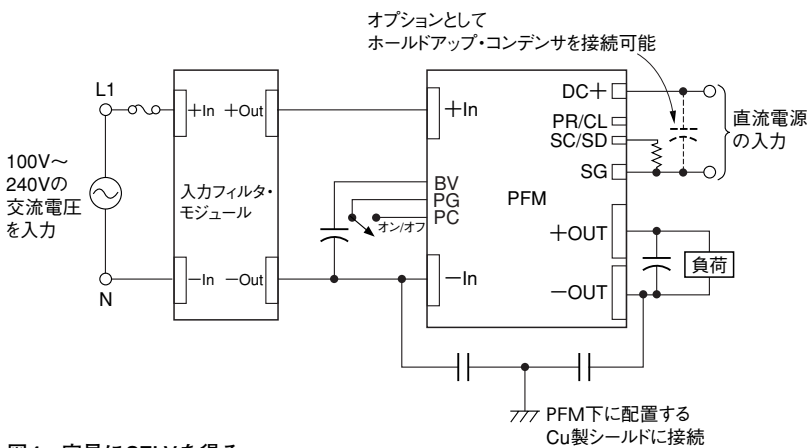 オプションとして
ホールドアップ・コンデンサを接続可能
L1
100V〜
240Vの
交流電圧
を入力
N
+In +Out
入力フィルタ・
モジュール
−In −Out
+In
BV
PG
PC
オン/オフ
−In
PFM
DC+
PR/CL
SC/SD
SG
+OUT
−OUT
直流電源
の入力
負荷
PFM下に配置する
Cu製シールドに接続